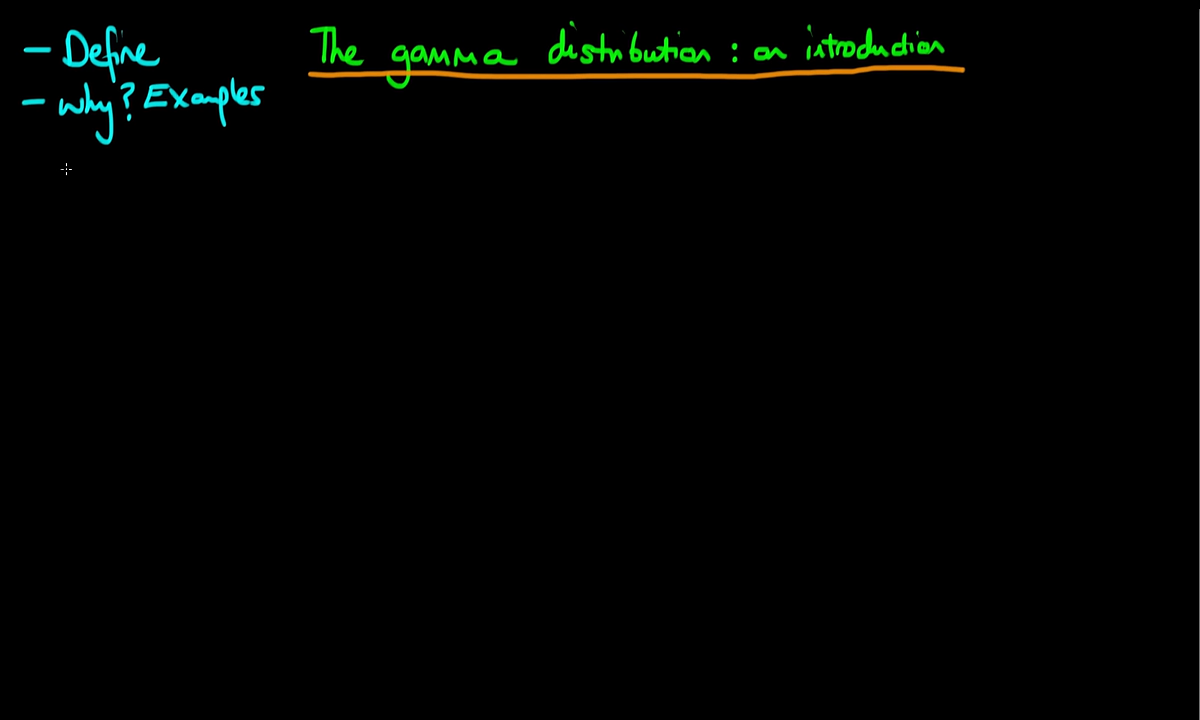 The gamma distribution : an introduction
- Define
- Why? Examples